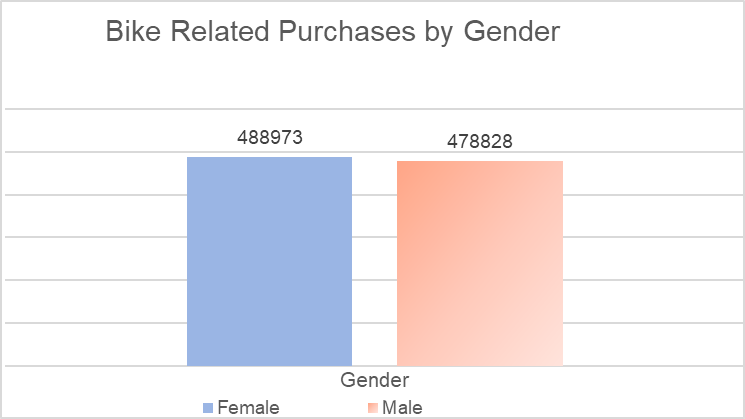 Bike Related Purchases by Gender
488973
478828
Gender
Female
Male